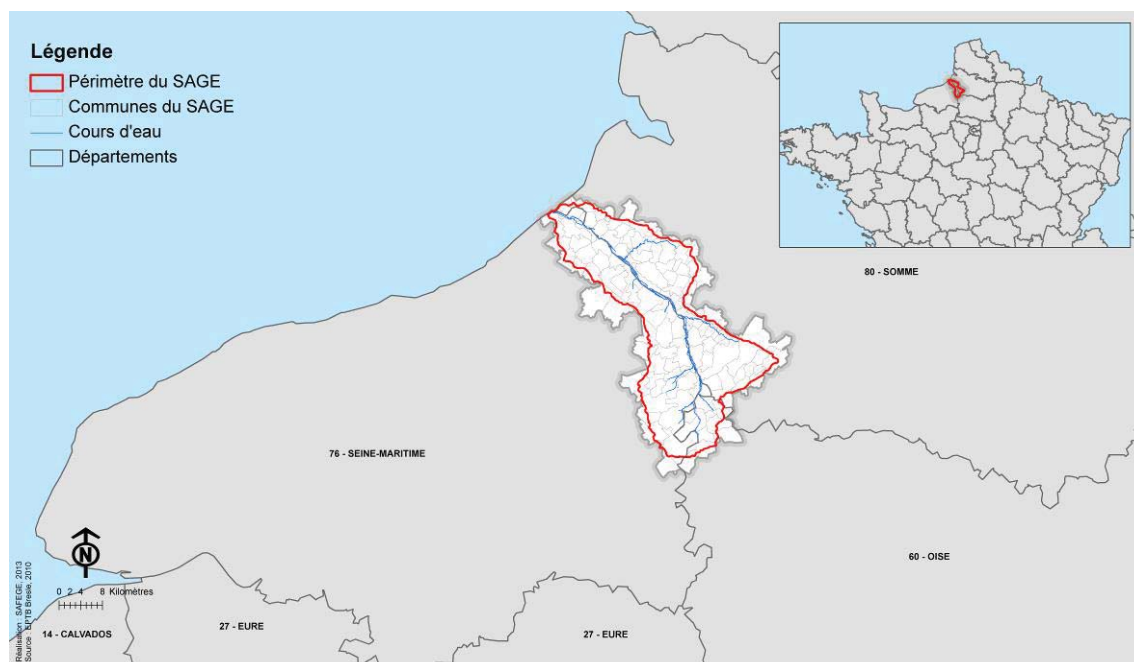 Légende
Périmètre du SAGE
Communes du SAGE
Cours d'eau
Départements
80 - SOMME
76 - SEINE-MARITIME
60 - OISE
N
0 2 4 8 Kilomètres
14 - CALVADOS
27 - EURE
27 - EURE
Réalisation : SAFEGE, 2013
Source : EPTB Bresle, 2010